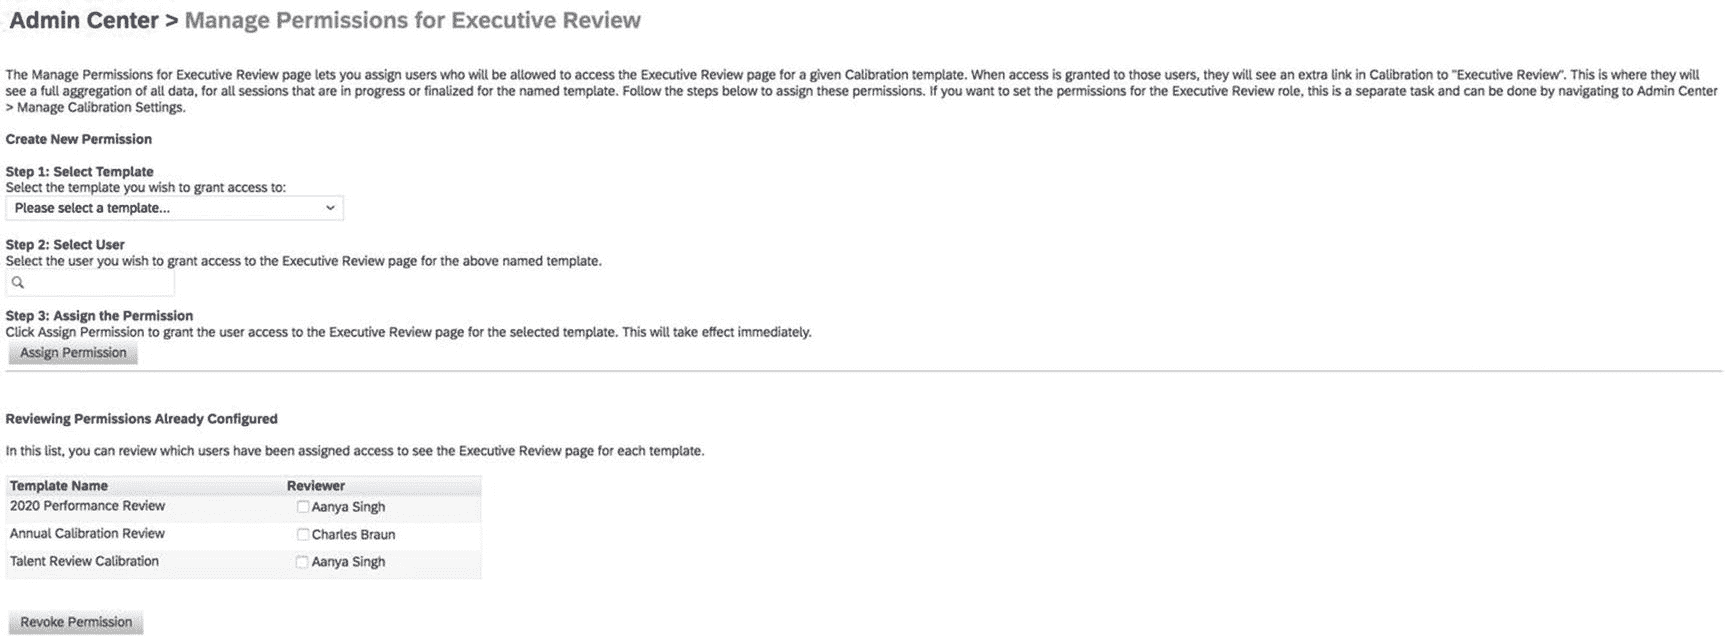 Admin Center > Manage Permissions for Executive Review
The Manage Permissions for Executive Review page lets you assign users who will be allowed to access the Executive Review page for a given Calibration template. When access is granted to those users, they will see an extra link in Calibration to "Executive Review". This is where they will
see a full aggregation of all data, for all sessions that are in progress or finalized for the named template. Follow the steps below to assign these permissions. If you want to set the permissions for the Executive Review role, this is a separate task and can be done by navigating to Admin Center
> Manage Calibration Settings.
Create New Permission
Step 1: Select Template
Select the template you wish to grant access to:
Please select a template...
Step 2: Select User
Select the user you wish to grant access to the Executive Review page for the above named template.
Step 3: Assign the Permission
Click Assign Permission to grant the user access to the Executive Review page for the selected template. This will take effect immediately.
Assign Permission
Reviewing Permissions Already Configured
In this list, you can review which users have been assigned access to see the Executive Review page for each template.
Template Name Reviewer
2020 Performance Review Aanya Singh
Annual Calibration Review Charles Braun
Talent Review Calibration Aanya Singh
Revoke Permission